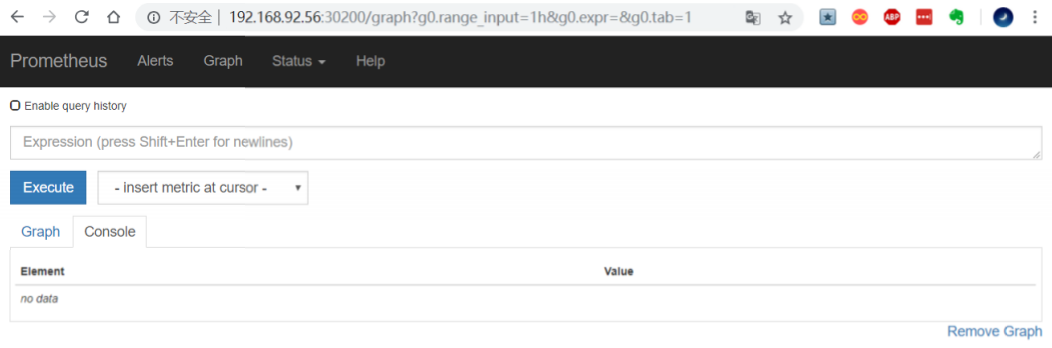 不安全 | 192.168.92.56:30200/graph?g0.range_input=1h&g0.expr=&g0.tab=1
ABP
Prometheus Alerts Graph Status Help
Enable query history
Expression (press Shift+Enter for newlines)
Execute - insert metric at cursor -
Graph Console
Element Value
no data
Remove Graph